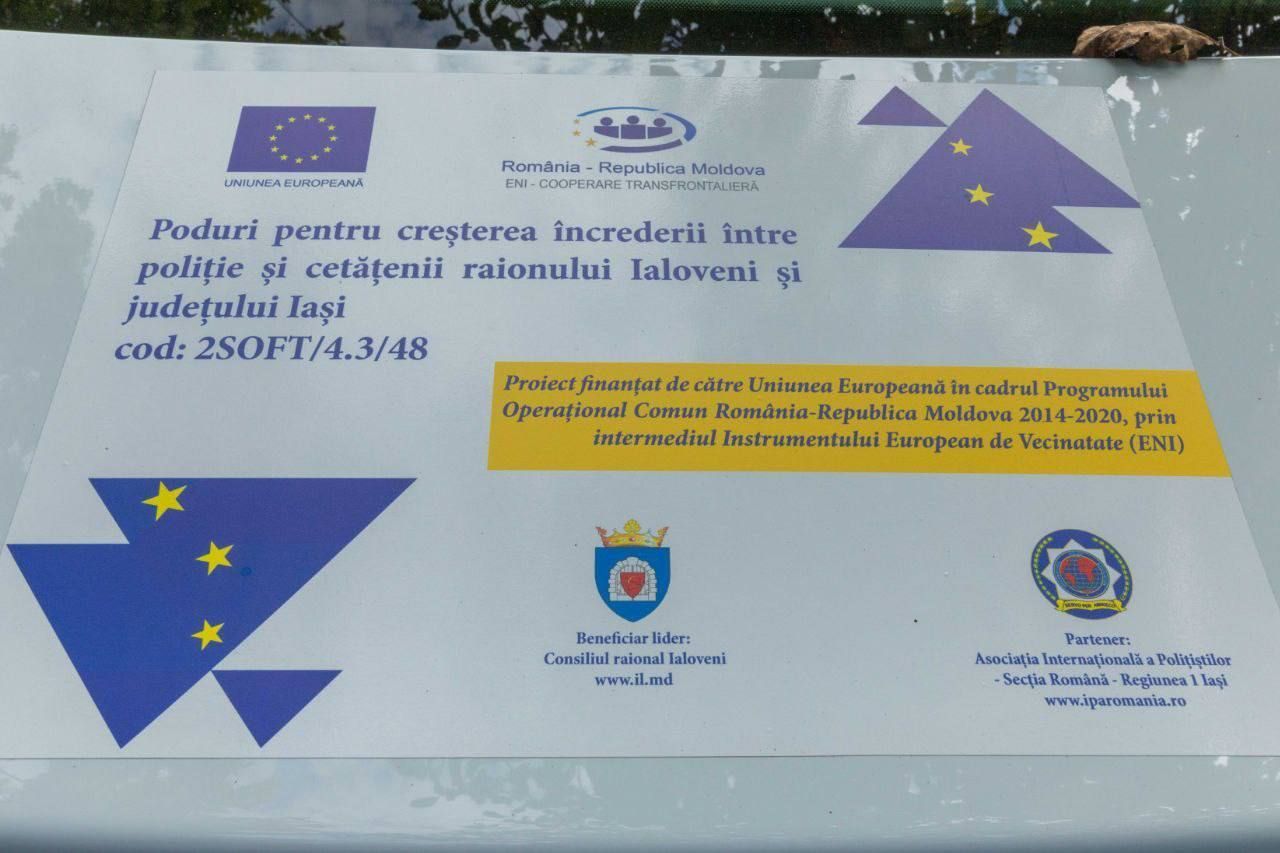 UNIUNEA EUROPEANĂ
România - Republica Moldova
ENI - COOPERARE TRANSFRONTALIERĂ
Poduri pentru creșterea încrederii între
poliție și cetățenii raionului Ialoveni și
județului Iași
cod: 2SOFT/4.3/48
Proiect finanțat de către Uniunea Europeană în cadrul Programului
Operațional Comun România-Republica Moldova 2014-2020, prin
intermediul Instrumentului European de Vecinatate (ENI)
Beneficiar lider:
Consiliul raional Ialoveni
www.il.md
SERVO PER AMIKECO
Partener:
Asociația Internațională a Polițiștilor
- Secția Română - Regiunea 1 Iași
www.iparomania.ro